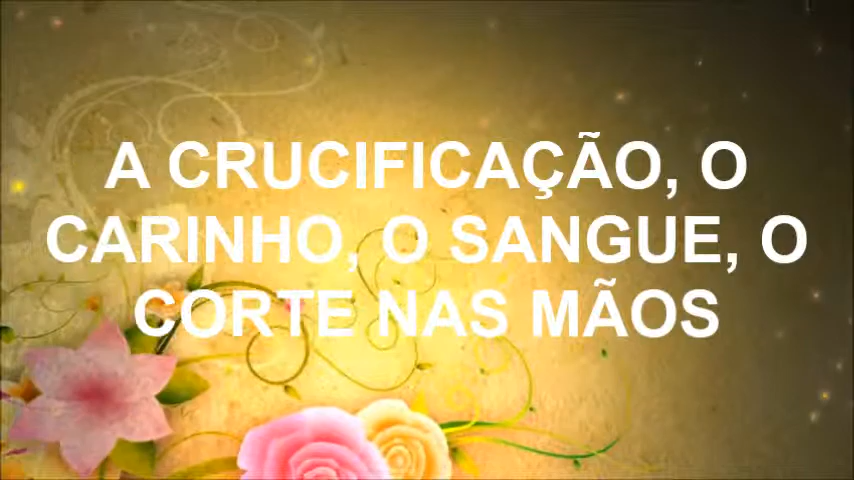 A CRUCIFICAÇÃO, O
CARINHO, O SANGUE, O
CORTE NAS MÃOS